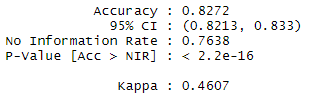 Accuracy : 0.8272
95% CI : (0.8213, 0.833)
No Information Rate : 0.7638
P-Value [Acc > NIR] : < 2.2e-16
Kappa : 0.4607